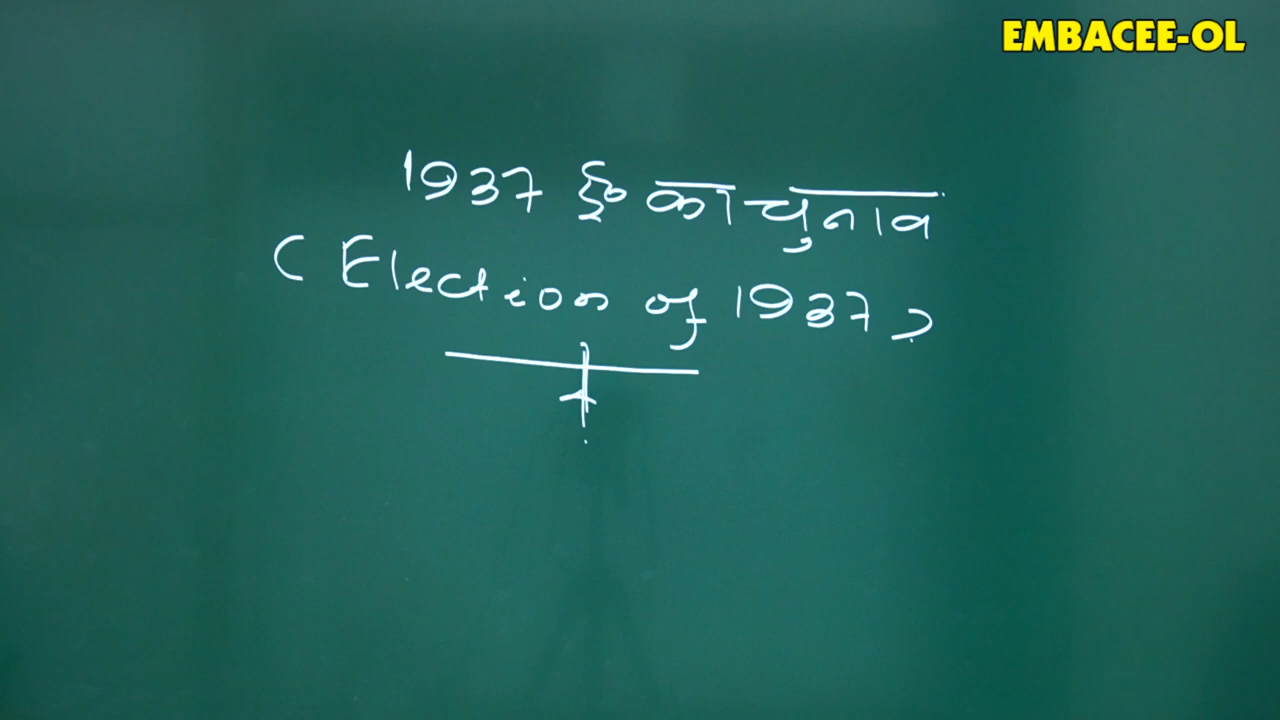 EMBACEE-OL
1937 ई० का चुनाव
( Election of 1937 )